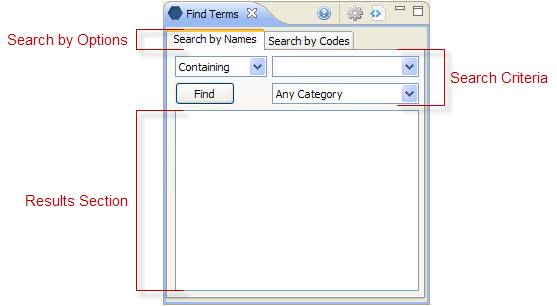 Find Terms
Search by Options
Search by Names
Search by Codes
Containing
Search Criteria
Find
Any Category
Results Section